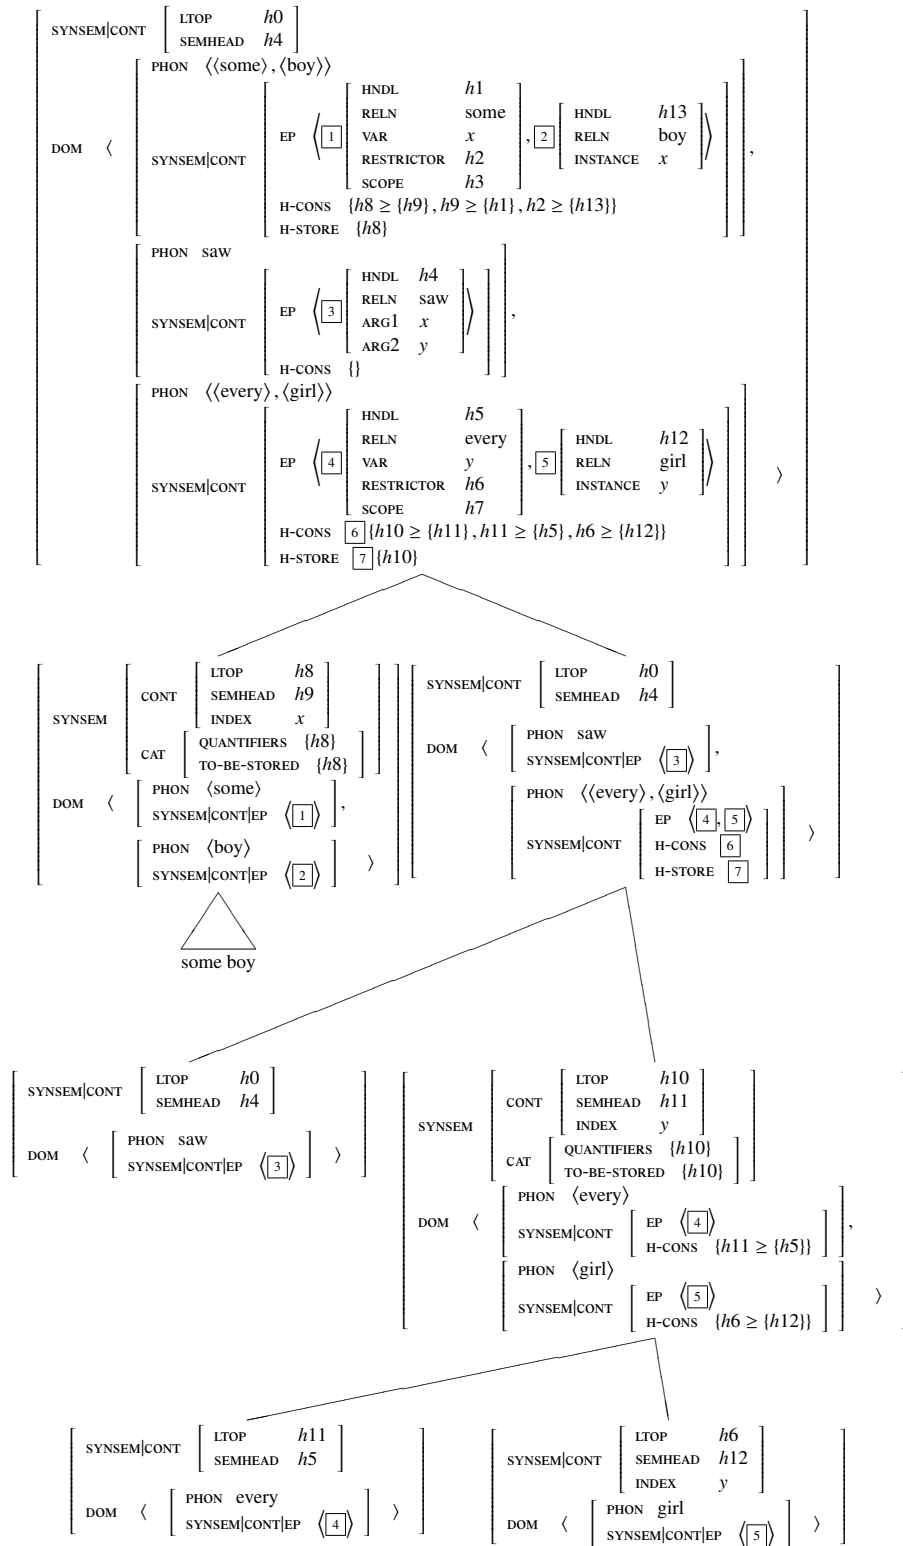 SYNSEM|CONT [ LTOP h0
SEMHEAD h4 ]
DOM ⟨ [ PHON ⟨⟨some⟩, ⟨boy⟩⟩
SYNSEM|CONT [ EP ⟨ 1 [ HNDL h1
RELN some
VAR x
RESTRICTOR h2
SCOPE h3 ] , 2 [ HNDL h13
RELN boy
INSTANCE x ] ⟩
H-CONS {h8 ≥ {h9}, h9 ≥ {h1}, h2 ≥ {h13}}
H-STORE {h8} ] ] ,
[ PHON saw
SYNSEM|CONT [ EP ⟨ 3 [ HNDL h4
RELN saw
ARG1 x
ARG2 y ] ⟩
H-CONS {} ] ] ,
[ PHON ⟨⟨every⟩, ⟨girl⟩⟩
SYNSEM|CONT [ EP ⟨ 4 [ HNDL h5
RELN every
VAR y
RESTRICTOR h6
SCOPE h7 ] , 5 [ HNDL h12
RELN girl
INSTANCE y ] ⟩
H-CONS 6 {h10 ≥ {h11}, h11 ≥ {h5}, h6 ≥ {h12}}
H-STORE 7 {h10} ] ] ⟩
SYNSEM [ CONT [ LTOP h8
SEMHEAD h9
INDEX x ]
CAT [ QUANTIFIERS {h8}
TO-BE-STORED {h8} ] ]
DOM ⟨ [ PHON ⟨some⟩
SYNSEM|CONT|EP ⟨ 1 ⟩ ] ,
[ PHON ⟨boy⟩
SYNSEM|CONT|EP ⟨ 2 ⟩ ] ⟩
some boy
SYNSEM|CONT [ LTOP h0
SEMHEAD h4 ]
DOM ⟨ [ PHON saw
SYNSEM|CONT|EP ⟨ 3 ⟩ ] ,
[ PHON ⟨⟨every⟩, ⟨girl⟩⟩
SYNSEM|CONT [ EP ⟨ 4 , 5 ⟩
H-CONS 6
H-STORE 7 ] ] ⟩
SYNSEM|CONT [ LTOP h0
SEMHEAD h4 ]
DOM ⟨ [ PHON saw
SYNSEM|CONT|EP ⟨ 3 ⟩ ] ⟩
SYNSEM [ CONT [ LTOP h10
SEMHEAD h11
INDEX y ]
CAT [ QUANTIFIERS {h10}
TO-BE-STORED {h10} ] ]
DOM ⟨ [ PHON ⟨every⟩
SYNSEM|CONT [ EP ⟨ 4 ⟩
H-CONS {h11 ≥ {h5}} ] ] ,
[ PHON ⟨girl⟩
SYNSEM|CONT [ EP ⟨ 5 ⟩
H-CONS {h6 ≥ {h12}} ] ] ⟩
SYNSEM|CONT [ LTOP h11
SEMHEAD h5 ]
DOM ⟨ [ PHON every
SYNSEM|CONT|EP ⟨ 4 ⟩ ] ⟩
SYNSEM|CONT [ LTOP h6
SEMHEAD h12
INDEX y ]
DOM ⟨ [ PHON girl
SYNSEM|CONT|EP ⟨ 5 ⟩ ] ⟩